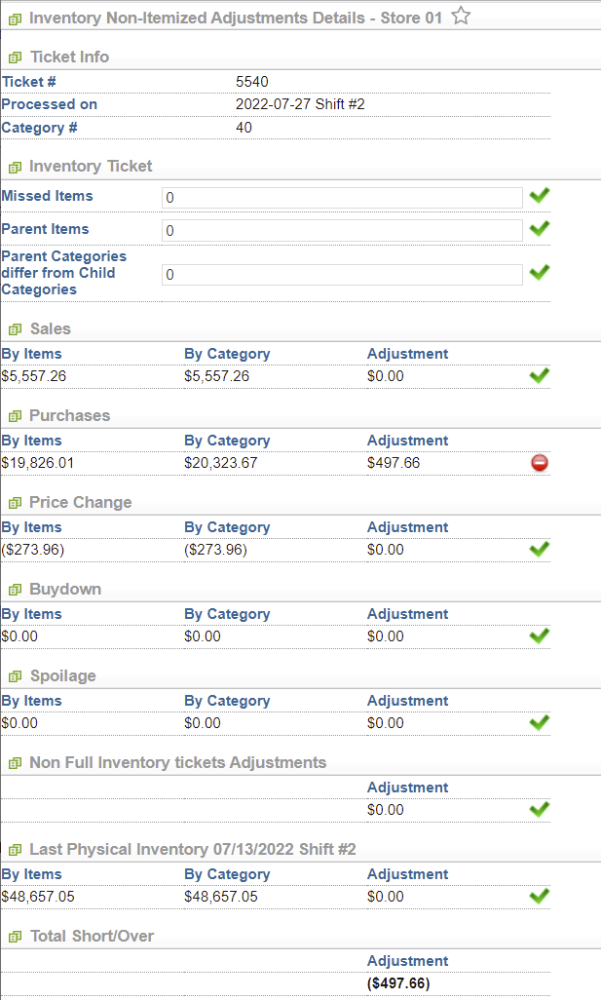 Inventory Non-Itemized Adjustments Details - Store 01
Ticket Info
Ticket # 5540
Processed on 2022-07-27 Shift #2
Category # 40
Inventory Ticket
Missed Items 0
Parent Items 0
Parent Categories
differ from Child 0
Categories
Sales
By Items By Category Adjustment
$5,557.26 $5,557.26 $0.00
Purchases
By Items By Category Adjustment
$19,826.01 $20,323.67 $497.66
Price Change
By Items By Category Adjustment
($273.96) ($273.96) $0.00
Buydown
By Items By Category Adjustment
$0.00 $0.00 $0.00
Spoilage
By Items By Category Adjustment
$0.00 $0.00 $0.00
Non Full Inventory tickets Adjustments
Adjustment
$0.00
Last Physical Inventory 07/13/2022 Shift #2
By Items By Category Adjustment
$48,657.05 $48,657.05 $0.00
Total Short/Over
Adjustment
($497.66)